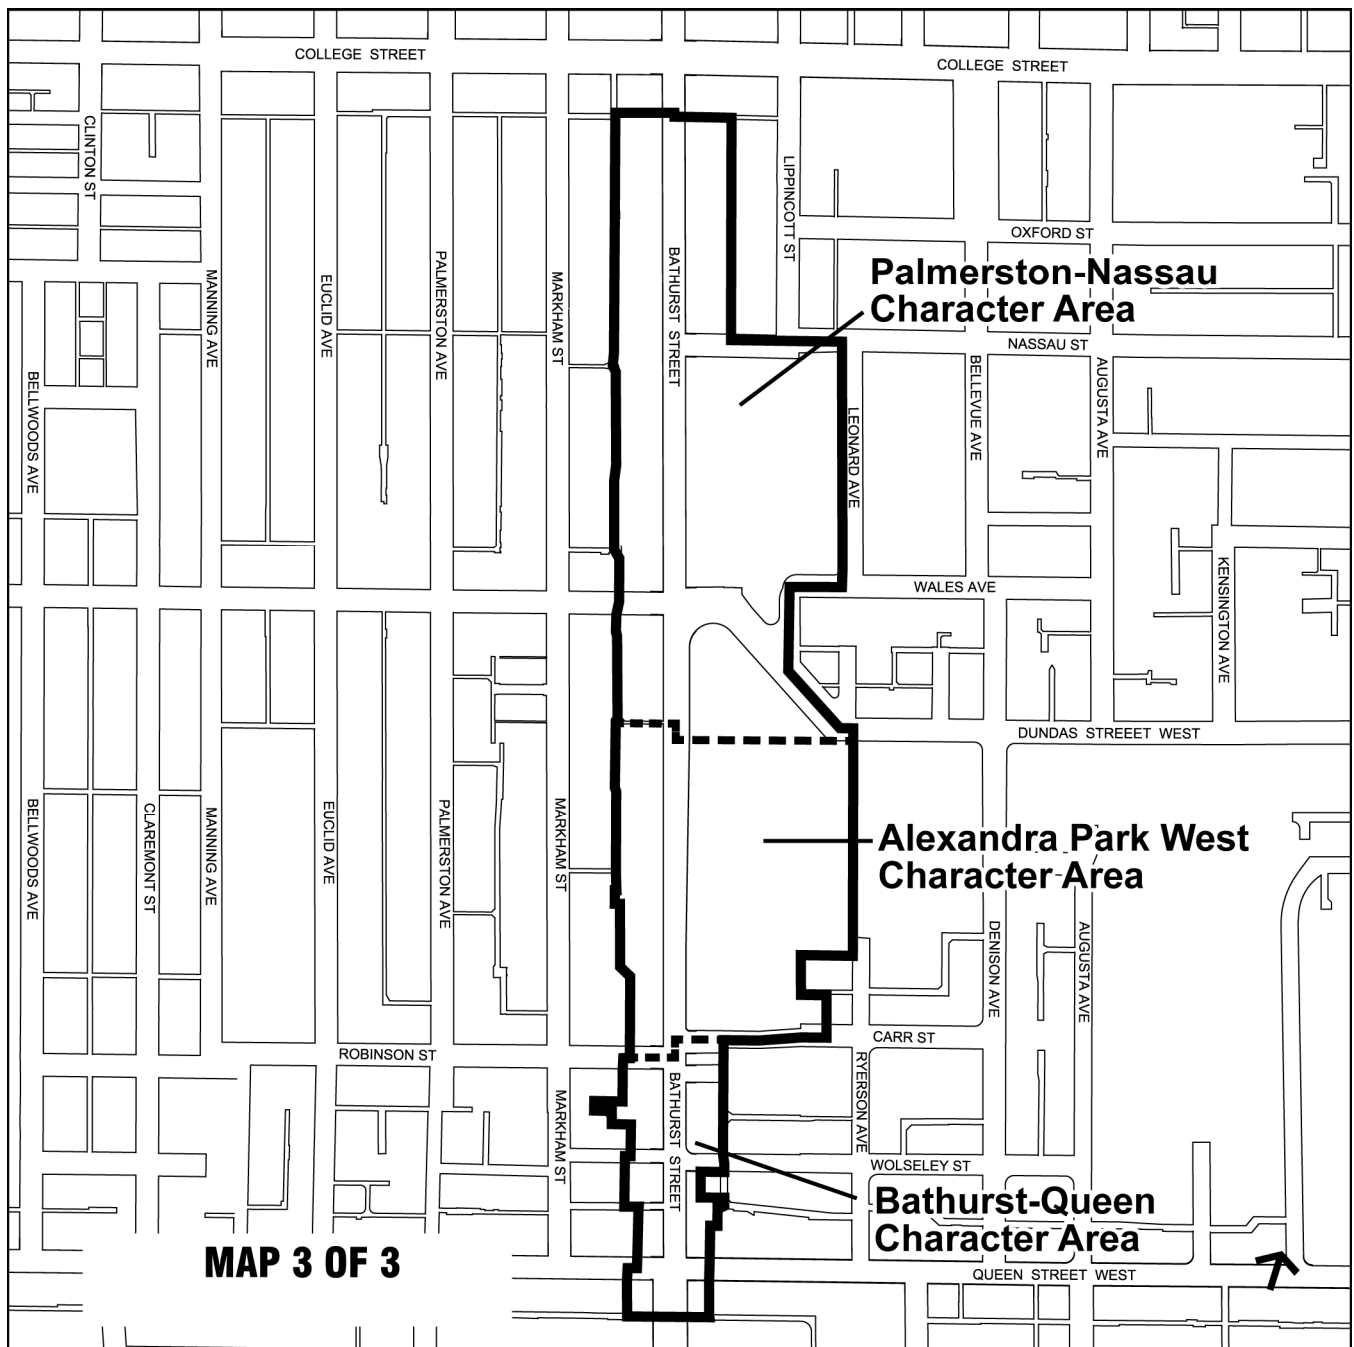 COLLEGE STREET
COLLEGE STREET
CLINTON ST
LIPPINCOTT ST
OXFORD ST
BATHURST STREET
PALMERSTON AVE
MANNING AVE
EUCLID AVE
MARKHAM ST
Palmerston-Nassau
Character Area
NASSAU ST
BELLWOODS AVE
BELLEVUE AVE
AUGUSTA AVE
LEONARD AVE
WALES AVE
KENSINGTON AVE
DUNDAS STREEET WEST
BELLWOODS AVE
CLAREMONT ST
MANNING AVE
EUCLID AVE
PALMERSTON AVE
MARKHAM ST
Alexandra Park West
Character Area
DENISON AVE
AUGUSTA AVE
CARR ST
ROBINSON ST
RYERSON AVE
MARKHAM ST
BATHURST STREET
WOLSELEY ST
Bathurst-Queen
Character Area
MAP 3 OF 3
QUEEN STREET WEST